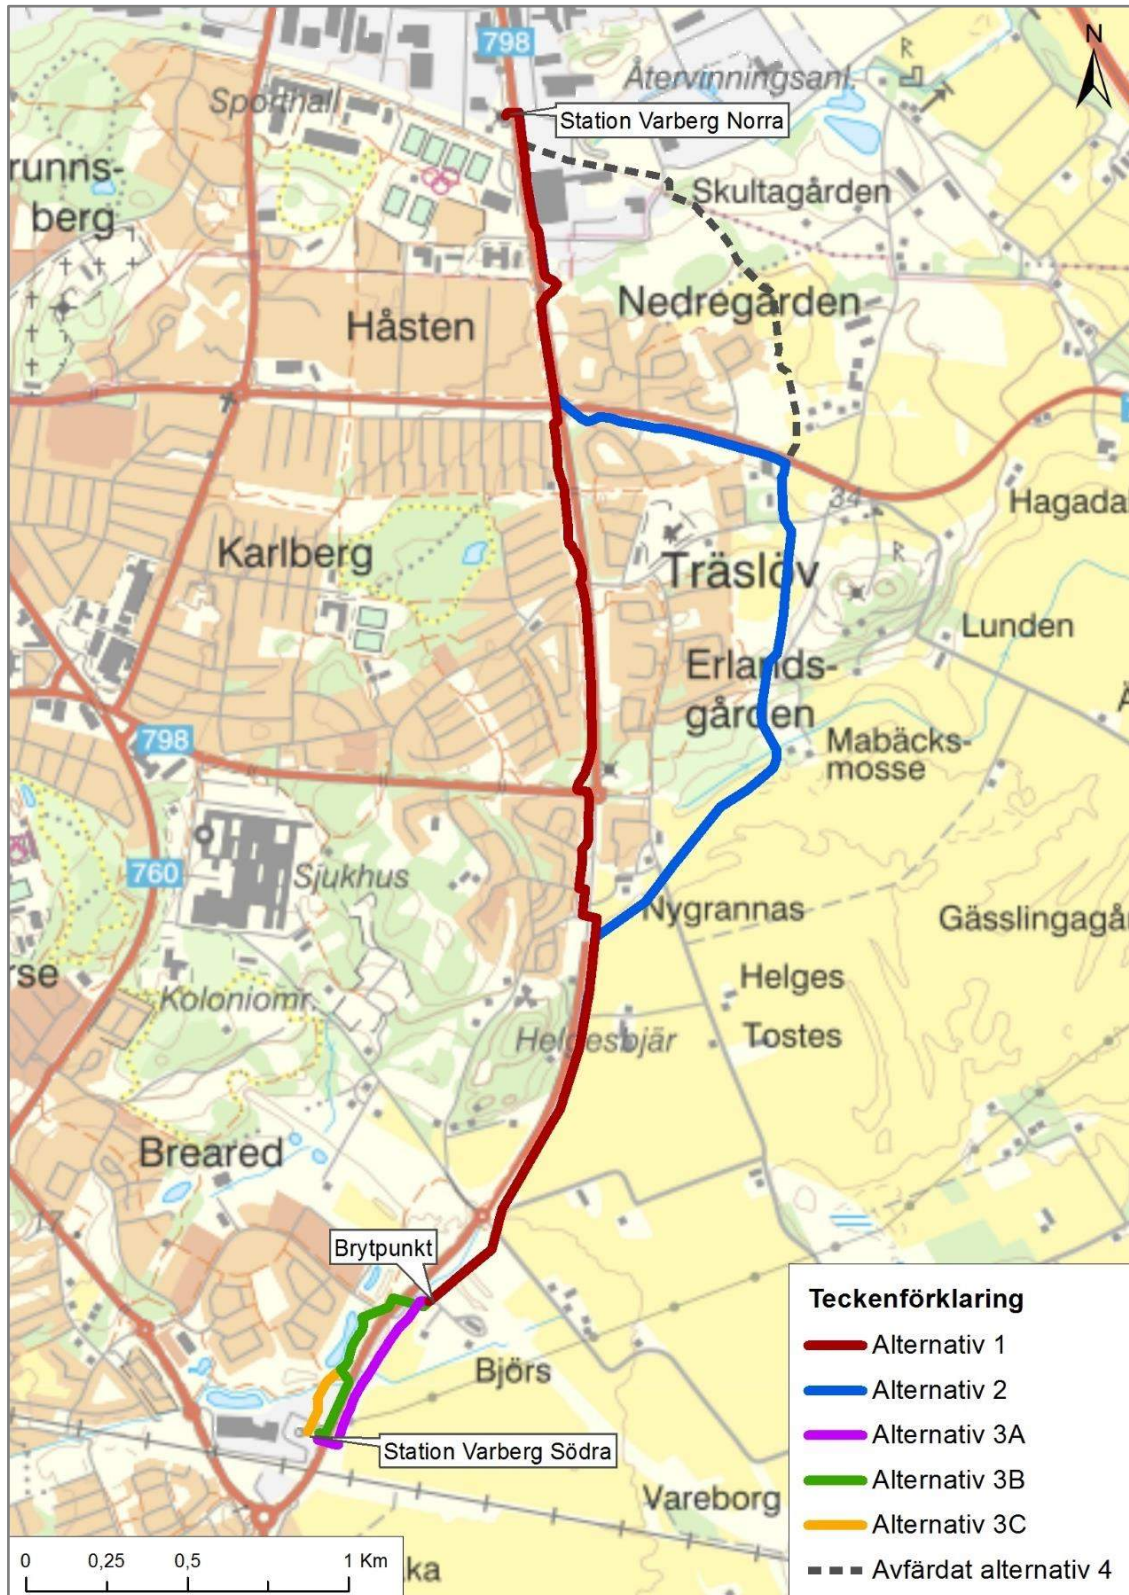 798
N
R
Återvinningsanl.
Sporthall
Station Varberg Norra
runns-
berg
Skultagården
Nedregården
Håsten
34
Hagadal
R
Karlberg
Träslöv
Lunden
Erlands-
gården
Ä
798
Mabäcks-
mosse
760
Sjukhus
Nygrannas
Gässlingagår
rse
Helges
Koloniomr.
Tostes
Helgesbjär
Breared
17
Brytpunkt
Björs
Station Varberg Södra
Vareborg
ka
Teckenförklaring
Alternativ 1
Alternativ 2
Alternativ 3A
Alternativ 3B
Alternativ 3C
Avfärdat alternativ 4
0 0,25 0,5 1 Km